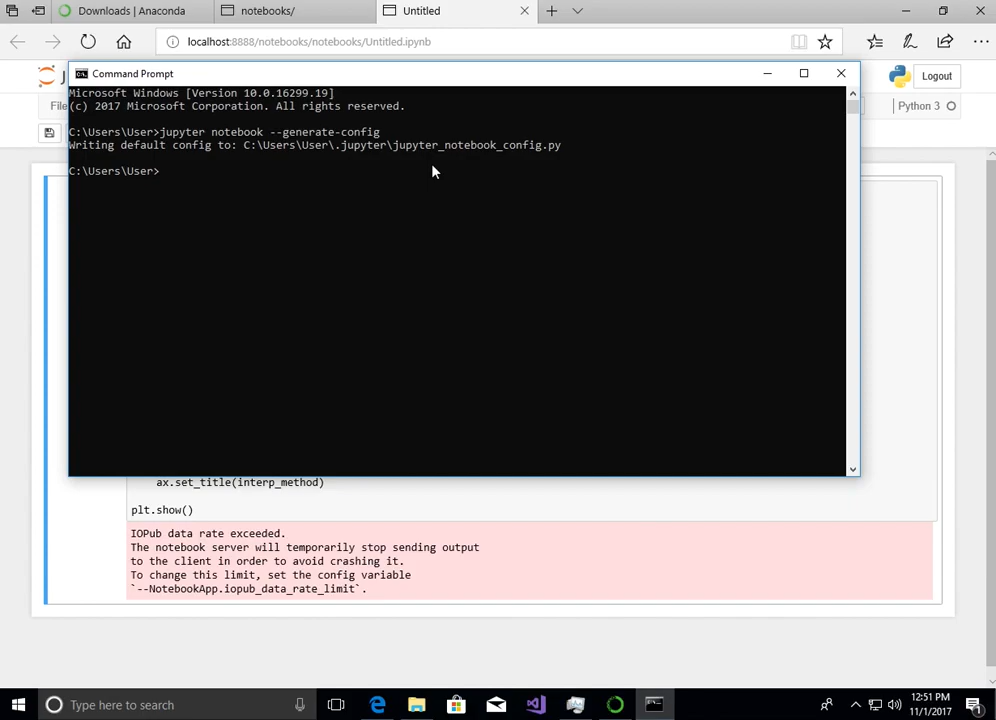 Downloads | Anaconda
notebooks/
Untitled
localhost:8888/notebooks/notebooks/Untitled.ipynb
Command Prompt
Logout
File
Python 3
Microsoft Windows [Version 10.0.16299.19]
(c) 2017 Microsoft Corporation. All rights reserved.
C:\Users\User>jupyter notebook --generate-config
Writing default config to: C:\Users\User\.jupyter\jupyter_notebook_config.py
C:\Users\User>
ax.set_title(interp_method)
plt.show()
IOPub data rate exceeded.
The notebook server will temporarily stop sending output
to the client in order to avoid crashing it.
To change this limit, set the config variable
`--NotebookApp.iopub_data_rate_limit`.
Type here to search
12:51 PM
11/1/2017
1